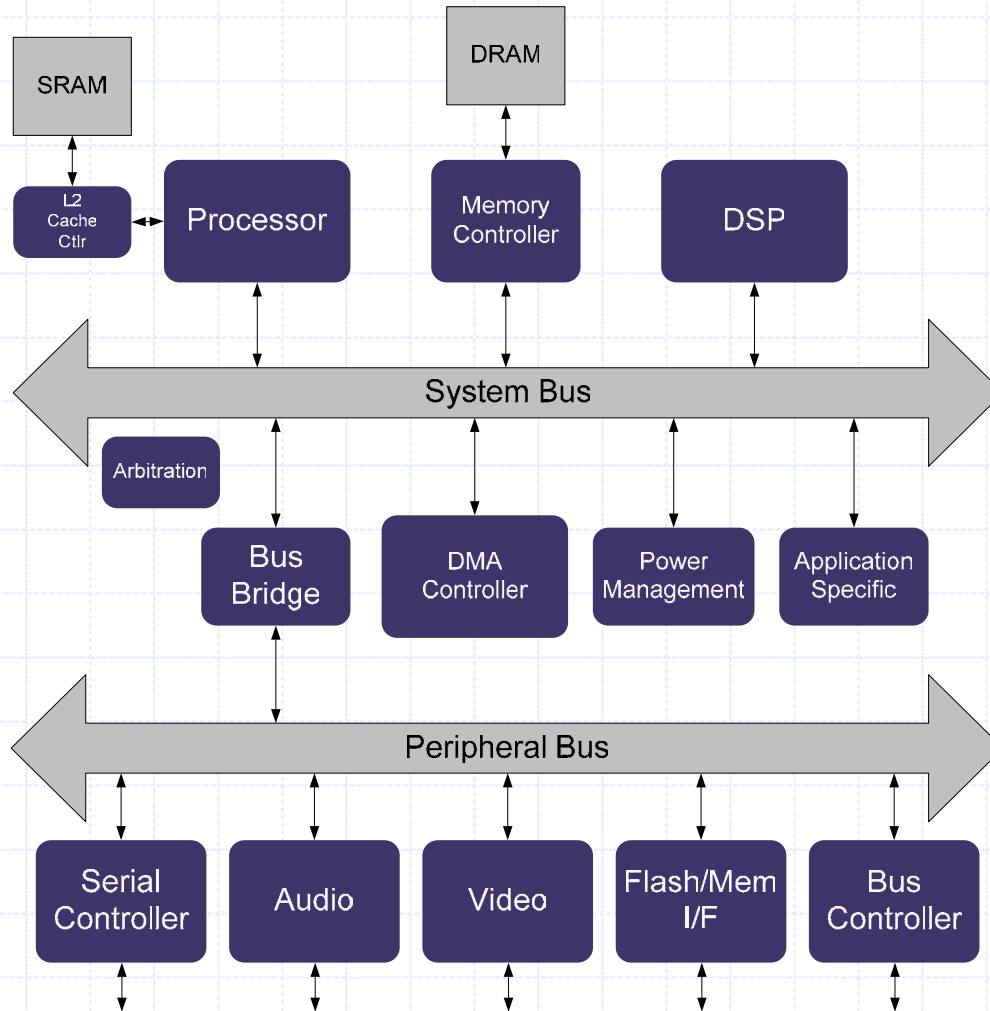 SRAM
DRAM
L2
Cache
Ctlr
Processor
Memory
Controller
DSP
System Bus
Arbitration
Bus
Bridge
DMA
Controller
Power
Management
Application
Specific
Peripheral Bus
Serial
Controller
Audio
Video
Flash/Mem
I/F
Bus
Controller